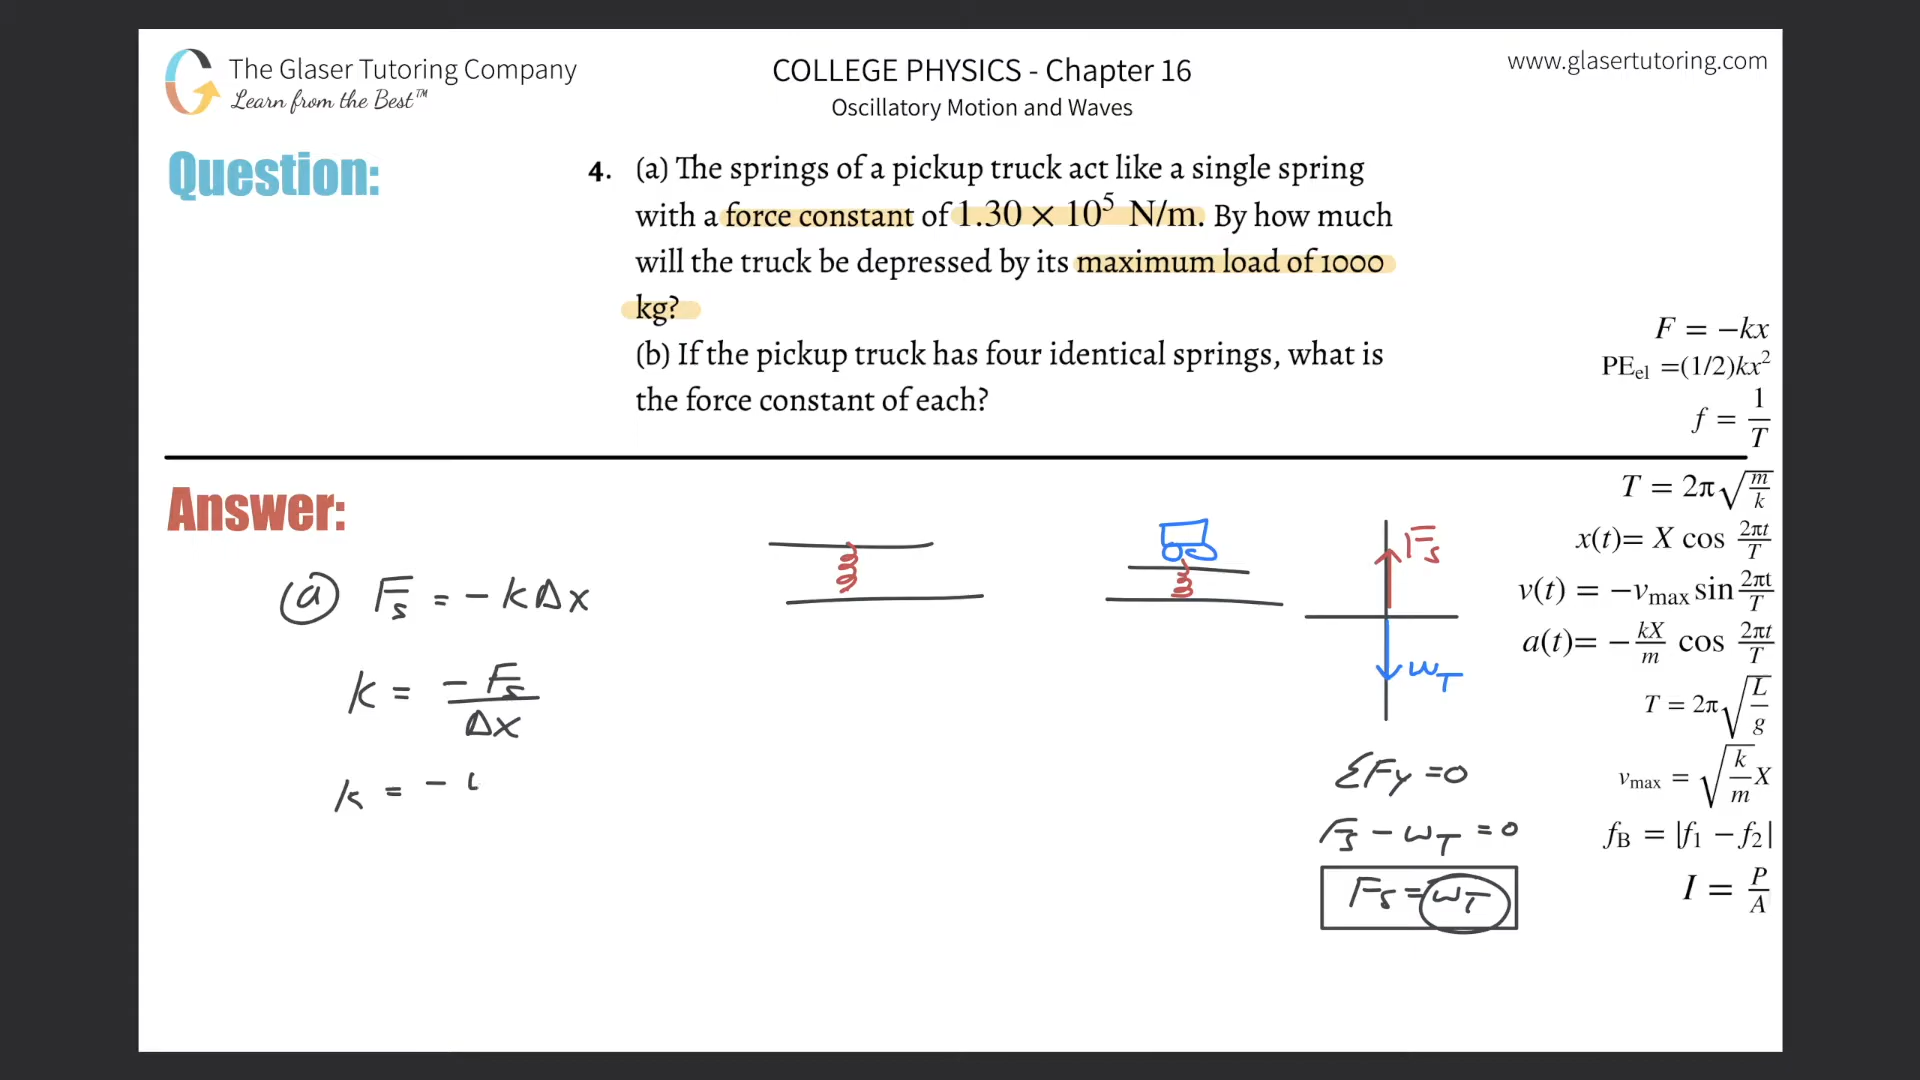 The Glaser Tutoring Company
Learn from the Best™
COLLEGE PHYSICS - Chapter 16
Oscillatory Motion and Waves
www.glasertutoring.com
Question:
4. (a) The springs of a pickup truck act like a single spring
with a force constant of 1.30 × 10⁵ N/m. By how much
will the truck be depressed by its maximum load of 1000
kg?
(b) If the pickup truck has four identical springs, what is
the force constant of each?
F = −kx
PEel =(1/2)kx²
f = 1/T
T = 2π√(m/k)
x(t)= X cos 2πt/T
v(t) = −vmax sin 2πt/T
a(t)= − kX/m cos 2πt/T
T = 2π√(L/g)
vmax = √(k/m) X
fB = |f1 − f2|
I = P/A
Answer:
(a) Fs = - kΔx
k = -Fs/Δx
k = -
Fs
WT
ΣFy = 0
Fs - WT = 0
Fs = WT